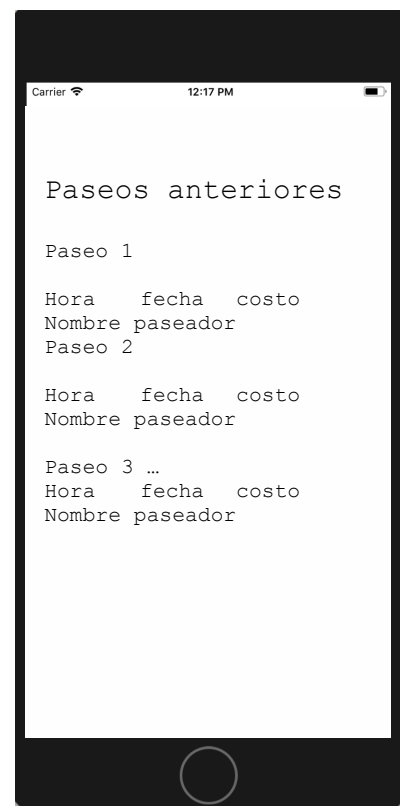 Carrier 12:17 PM
Paseos anteriores
Paseo 1
Hora fecha costo
Nombre paseador
Paseo 2
Hora fecha costo
Nombre paseador
Paseo 3 …
Hora fecha costo
Nombre paseador